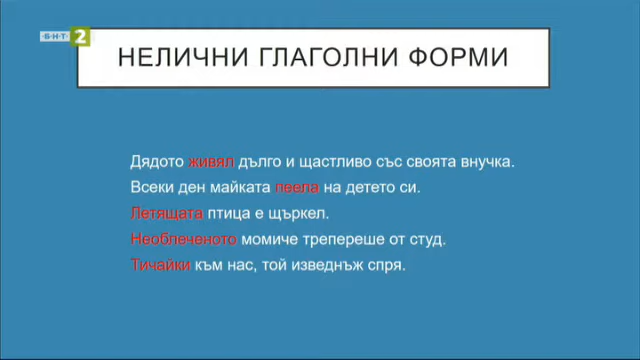 БНТ 2
НЕЛИЧНИ ГЛАГОЛНИ ФОРМИ
Дядото живял дълго и щастливо със своята внучка.
Всеки ден майката пеела на детето си.
Летящата птица е щъркел.
Необлеченото момиче трепереше от студ.
Тичайки към нас, той изведнъж спря.